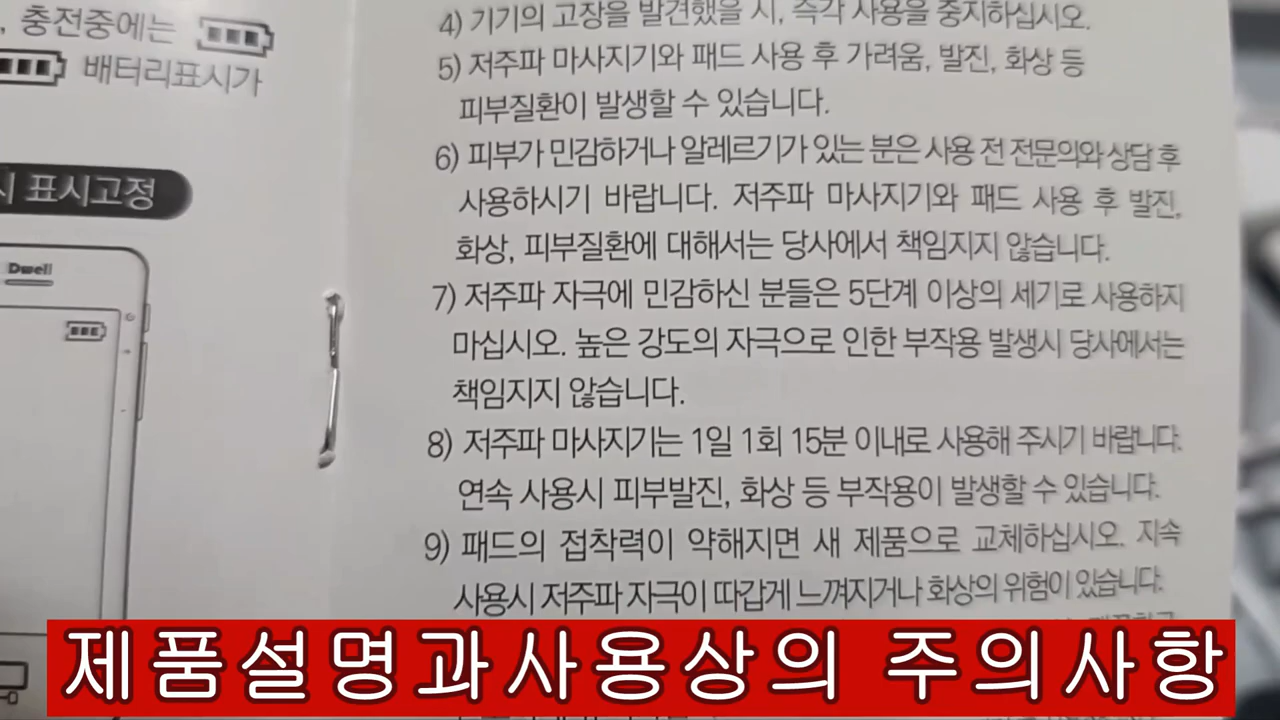 , 충전중에는
배터리표시가
시 표시고정
Dwell
4) 기기의 고장을 발견했을 시, 즉각 사용을 중지하십시오.
5) 저주파 마사지기와 패드 사용 후 가려움, 발진, 화상 등
피부질환이 발생할 수 있습니다.
6) 피부가 민감하거나 알레르기가 있는 분은 사용 전 전문의와 상담 후
사용하시기 바랍니다. 저주파 마사지기와 패드 사용 후 발진,
화상, 피부질환에 대해서는 당사에서 책임지지 않습니다.
7) 저주파 자극에 민감하신 분들은 5단계 이상의 세기로 사용하지
마십시오. 높은 강도의 자극으로 인한 부작용 발생시 당사에서는
책임지지 않습니다.
8) 저주파 마사지기는 1일 1회 15분 이내로 사용해 주시기 바랍니다.
연속 사용시 피부발진, 화상 등 부작용이 발생할 수 있습니다.
9) 패드의 접착력이 약해지면 새 제품으로 교체하십시오. 지속
사용시 저주파 자극이 따갑게 느껴지거나 화상의 위험이 있습니다.
제품설명과사용상의 주의사항